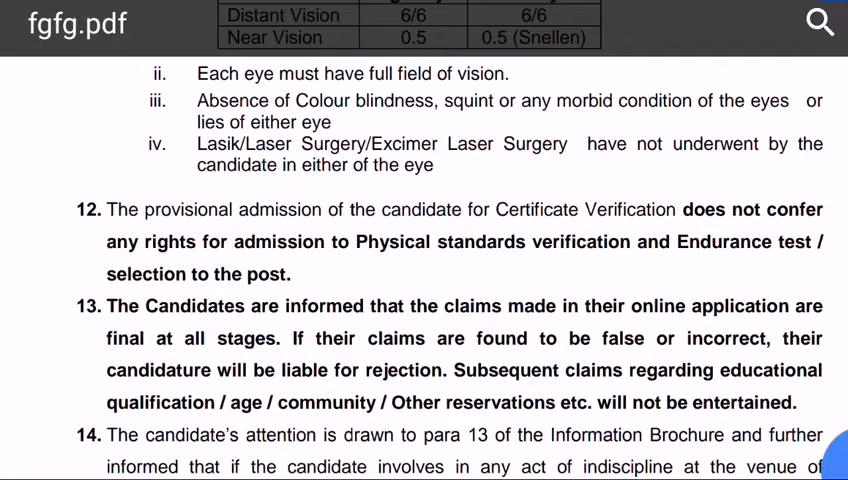 fgfg.pdf
Distant Vision 6/6 6/6
Near Vision 0.5 0.5 (Snellen)
ii. Each eye must have full field of vision.
iii. Absence of Colour blindness, squint or any morbid condition of the eyes or
lies of either eye
iv. Lasik/Laser Surgery/Excimer Laser Surgery have not underwent by the
candidate in either of the eye
12. The provisional admission of the candidate for Certificate Verification does not confer
any rights for admission to Physical standards verification and Endurance test /
selection to the post.
13. The Candidates are informed that the claims made in their online application are
final at all stages. If their claims are found to be false or incorrect, their
candidature will be liable for rejection. Subsequent claims regarding educational
qualification / age / community / Other reservations etc. will not be entertained.
14. The candidate's attention is drawn to para 13 of the Information Brochure and further
informed that if the candidate involves in any act of indiscipline at the venue of